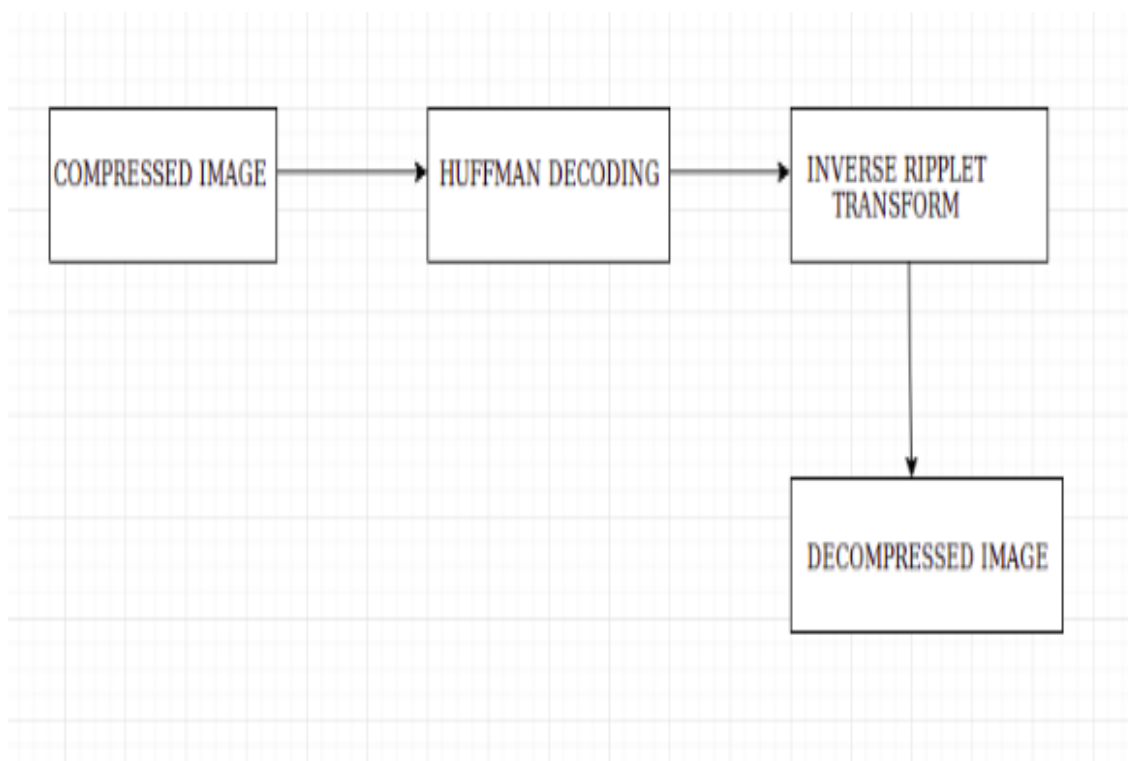 COMPRESSED IMAGE
HUFFMAN DECODING
INVERSE RIPPLET
TRANSFORM
DECOMPRESSED IMAGE